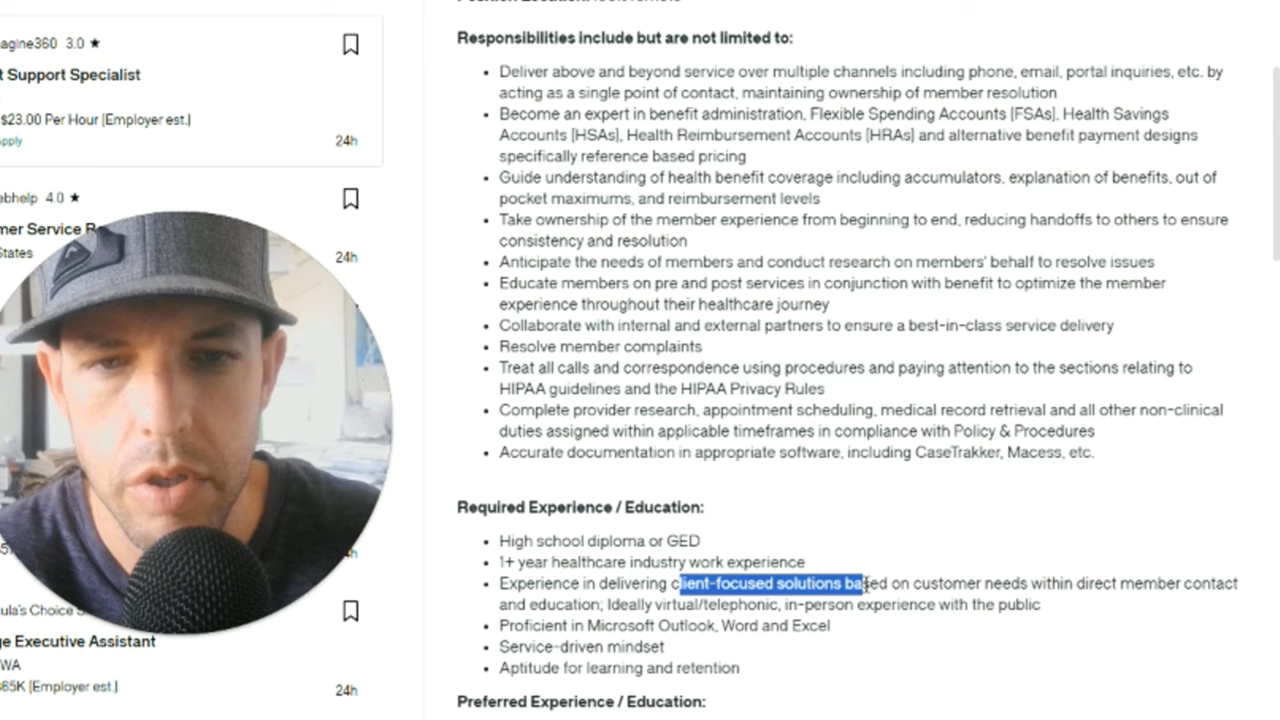 agine360 3.0 ★
t Support Specialist
$23.00 Per Hour (Employer est.)
pply
24h
ebhelp 4.0 ★
mer Service Re
States
24h
ula's Choice S
ge Executive Assistant
WA
65K (Employer est.)
24h
Responsibilities include but are not limited to:
• Deliver above and beyond service over multiple channels including phone, email, portal inquiries, etc. by
acting as a single point of contact, maintaining ownership of member resolution
• Become an expert in benefit administration, Flexible Spending Accounts (FSAs), Health Savings
Accounts (HSAs), Health Reimbursement Accounts (HRAs) and alternative benefit payment designs
specifically reference based pricing
• Guide understanding of health benefit coverage including accumulators, explanation of benefits, out of
pocket maximums, and reimbursement levels
• Take ownership of the member experience from beginning to end, reducing handoffs to others to ensure
consistency and resolution
• Anticipate the needs of members and conduct research on members' behalf to resolve issues
• Educate members on pre and post services in conjunction with benefit to optimize the member
experience throughout their healthcare journey
• Collaborate with internal and external partners to ensure a best-in-class service delivery
• Resolve member complaints
• Treat all calls and correspondence using procedures and paying attention to the sections relating to
HIPAA guidelines and the HIPAA Privacy Rules
• Complete provider research, appointment scheduling, medical record retrieval and all other non-clinical
duties assigned within applicable timeframes in compliance with Policy & Procedures
• Accurate documentation in appropriate software, including CaseTrakker, Macess, etc.
Required Experience / Education:
• High school diploma or GED
• 1+ year healthcare industry work experience
• Experience in delivering client-focused solutions based on customer needs within direct member contact
and education; Ideally virtual/telephonic, in-person experience with the public
• Proficient in Microsoft Outlook, Word and Excel
• Service-driven mindset
• Aptitude for learning and retention
Preferred Experience / Education: